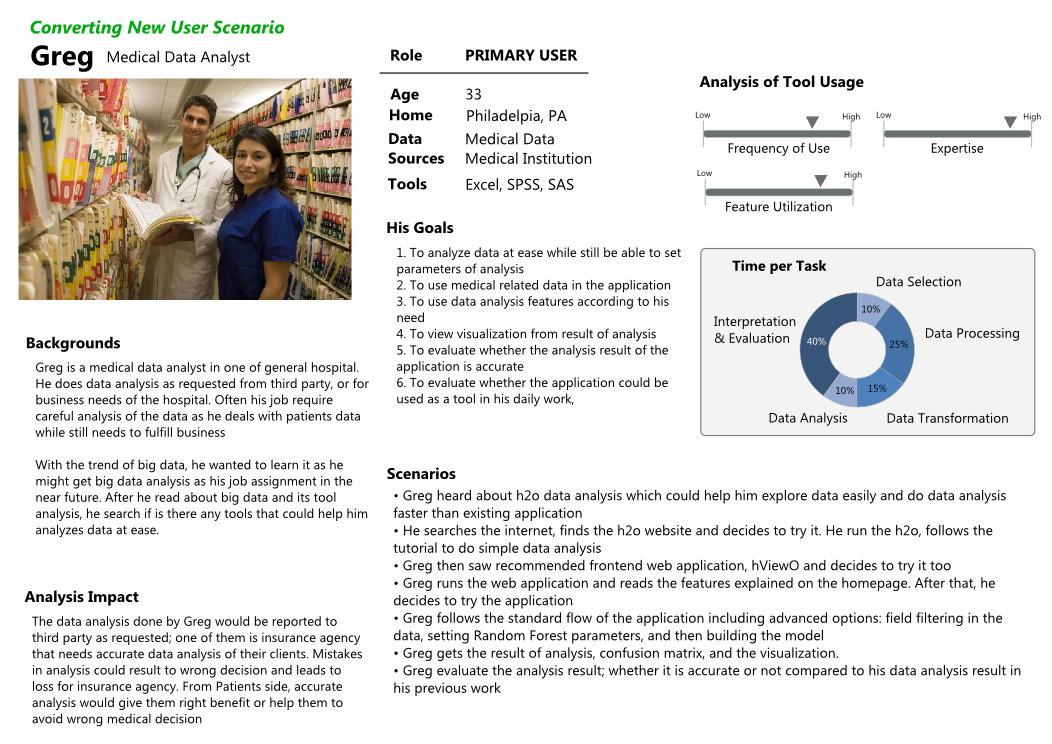 Converting New User Scenario
Greg Medical Data Analyst
Backgrounds
Greg is a medical data analyst in one of general hospital.
He does data analysis as requested from third party, or for
business needs of the hospital. Often his job require
careful analysis of the data as he deals with patients data
while still needs to fulfill business
With the trend of big data, he wanted to learn it as he
might get big data analysis as his job assignment in the
near future. After he read about big data and its tool
analysis, he search if is there any tools that could help him
analyzes data at ease.
Analysis Impact
The data analysis done by Greg would be reported to
third party as requested; one of them is insurance agency
that needs accurate data analysis of their clients. Mistakes
in analysis could result to wrong decision and leads to
loss for insurance agency. From Patients side, accurate
analysis would give them right benefit or help them to
avoid wrong medical decision
Role PRIMARY USER
Age 33
Home Philadelpia, PA
Data Medical Data
Sources Medical Institution
Tools Excel, SPSS, SAS
His Goals
1. To analyze data at ease while still be able to set
parameters of analysis
2. To use medical related data in the application
3. To use data analysis features according to his
need
4. To view visualization from result of analysis
5. To evaluate whether the analysis result of the
application is accurate
6. To evaluate whether the application could be
used as a tool in his daily work,
Analysis of Tool Usage
Low High
Frequency of Use
Low High
Expertise
Low High
Feature Utilization
Time per Task
Data Selection
10%
Data Processing
25%
Data Transformation
15%
Data Analysis
10%
Interpretation
& Evaluation
40%
Scenarios
• Greg heard about h2o data analysis which could help him explore data easily and do data analysis
faster than existing application
• He searches the internet, finds the h2o website and decides to try it. He run the h2o, follows the
tutorial to do simple data analysis
• Greg then saw recommended frontend web application, hViewO and decides to try it too
• Greg runs the web application and reads the features explained on the homepage. After that, he
decides to try the application
• Greg follows the standard flow of the application including advanced options: field filtering in the
data, setting Random Forest parameters, and then building the model
• Greg gets the result of analysis, confusion matrix, and the visualization.
• Greg evaluate the analysis result; whether it is accurate or not compared to his data analysis result in
his previous work